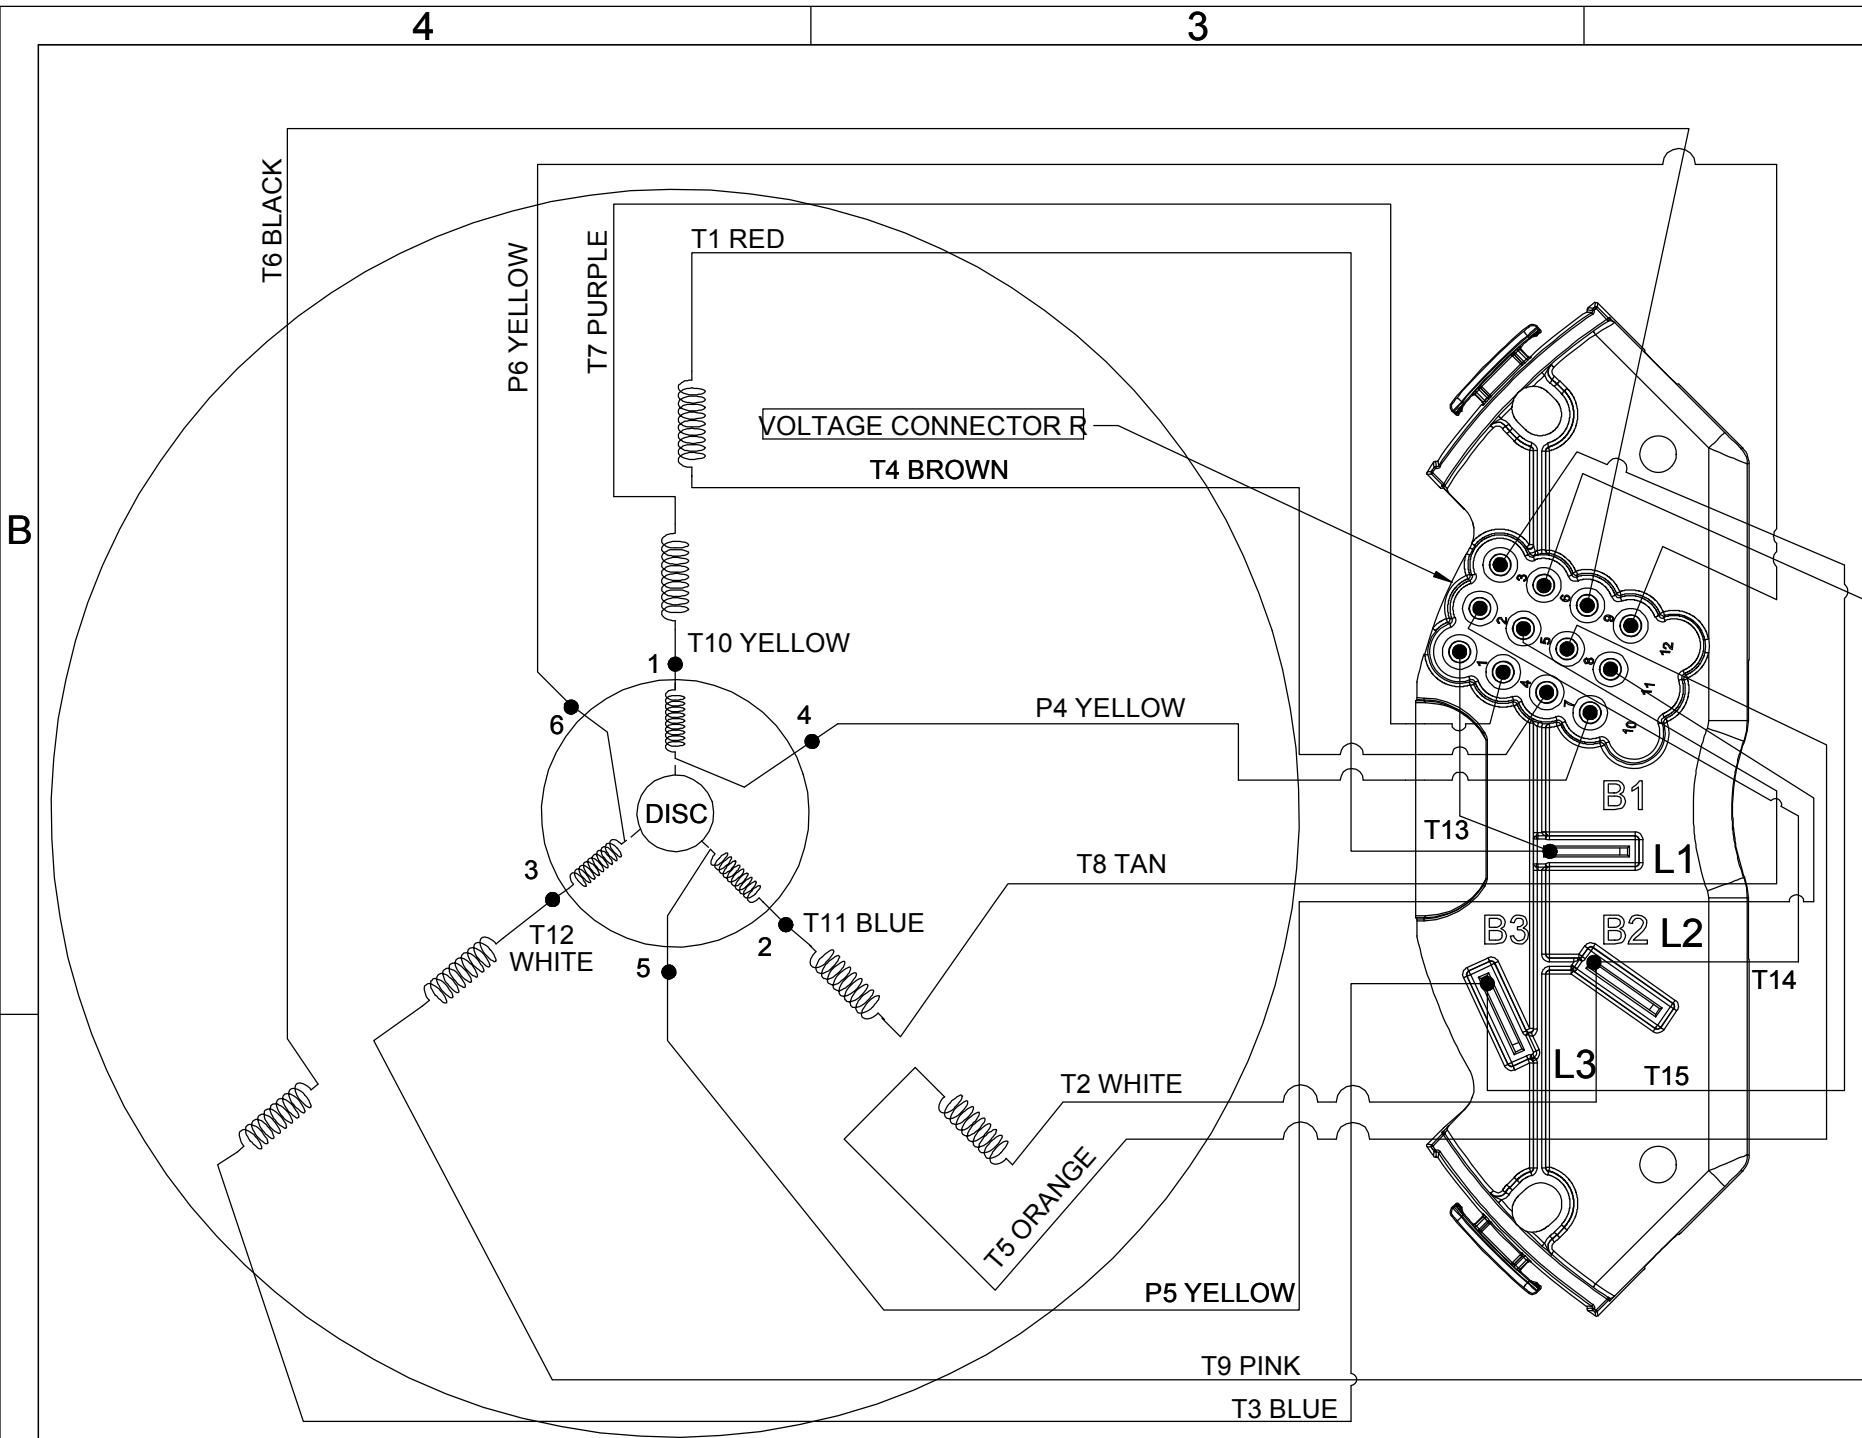 4
3
T6 BLACK
P6 YELLOW
T7 PURPLE
T1 RED
VOLTAGE CONNECTOR R
T4 BROWN
B
3
6
9
12
2
5
8
11
1
4
7
10
T10 YELLOW
1
6
4
P4 YELLOW
DISC
B1
T13
L1
3
T8 TAN
T12
WHITE
T11 BLUE
2
5
B3
B2
L2
T14
L3
T15
T2 WHITE
T5 ORANGE
P5 YELLOW
T9 PINK
T3 BLUE